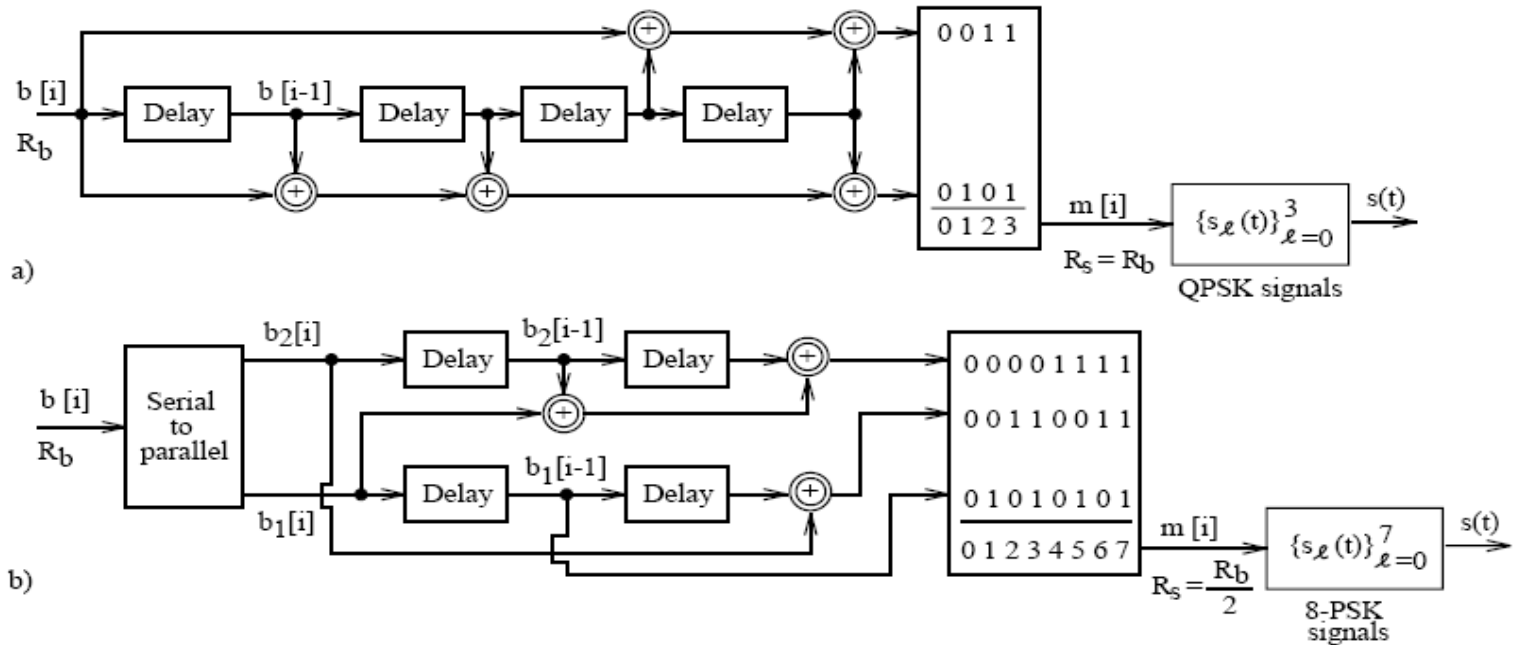 0 0 1 1
b [i]
Delay
b [i-1]
Delay
Delay
Delay
R_b
+
+
+
+
+
0 1 0 1
0 1 2 3
m [i]
R_s = R_b
{s_ℓ(t)}_{ℓ=0}^{3}
s(t)
QPSK signals
a)
b_2[i]
Delay
b_2[i-1]
Delay
+
0 0 0 0 1 1 1 1
b [i]
R_b
Serial
to
parallel
+
0 0 1 1 0 0 1 1
b_1[i]
Delay
b_1[i-1]
Delay
+
0 1 0 1 0 1 0 1
0 1 2 3 4 5 6 7
m [i]
R_s = R_b/2
{s_ℓ(t)}_{ℓ=0}^{7}
s(t)
8-PSK
signals
b)